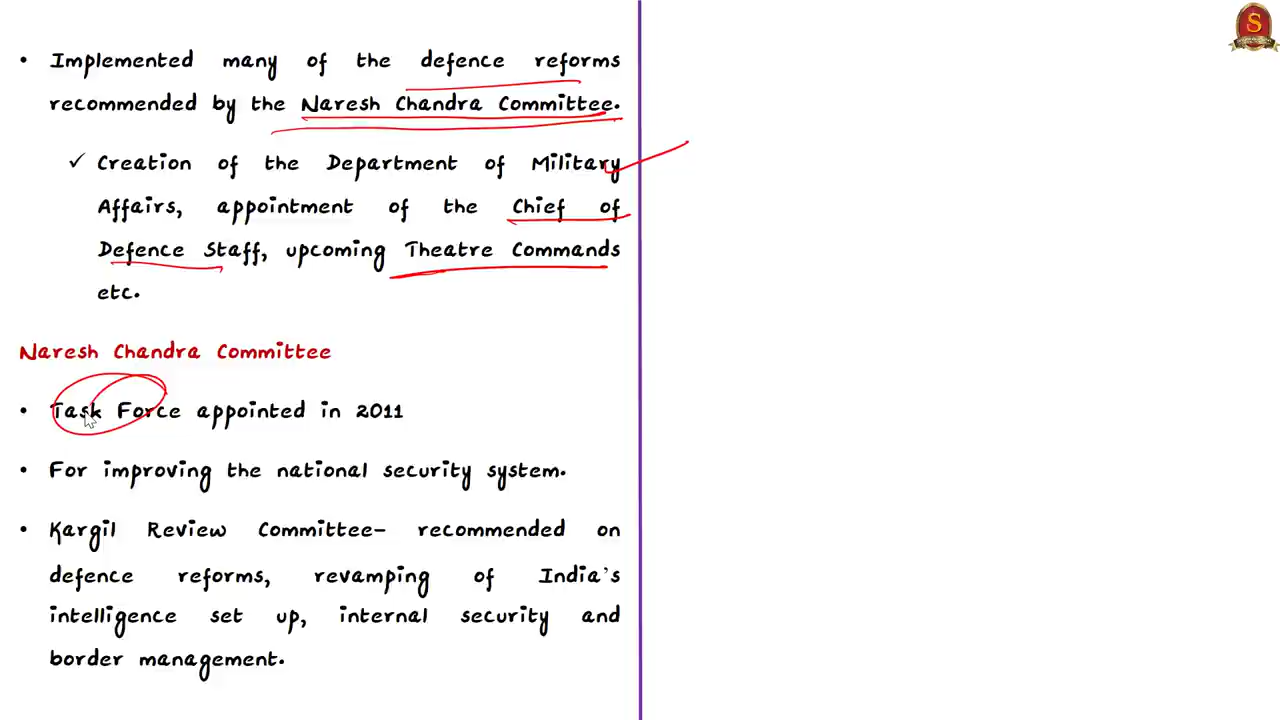 • Implemented many of the defence reforms
recommended by the Naresh Chandra Committee.
✓ Creation of the Department of Military
Affairs, appointment of the Chief of
Defence Staff, upcoming Theatre Commands
etc.
Naresh Chandra Committee
• Task Force appointed in 2011
• For improving the national security system.
• Kargil Review Committee- recommended on
defence reforms, revamping of India's
intelligence set up, internal security and
border management.
S